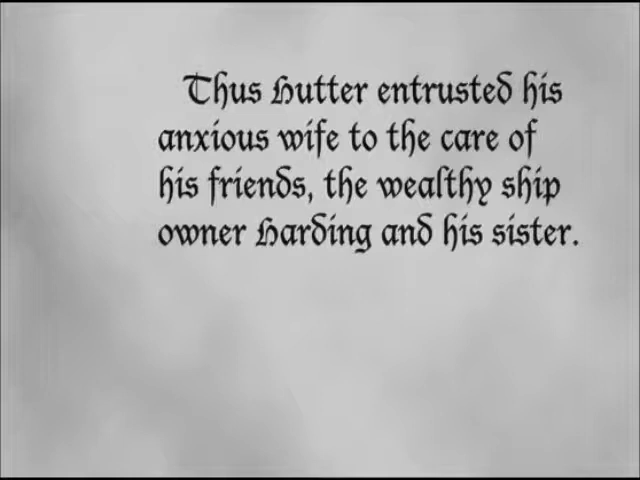 Thus Hutter entrusted his
anxious wife to the care of
his friends, the wealthy ship
owner Harding and his sister.